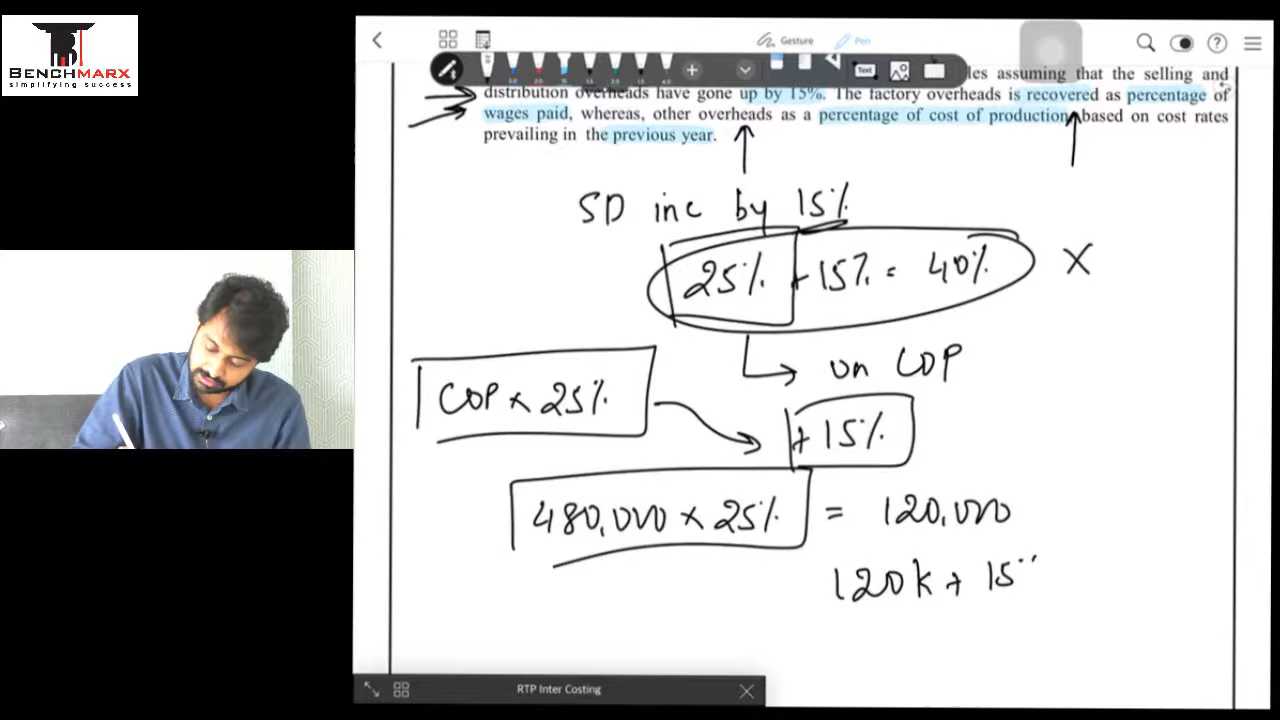 BENCHMARX
simplifying success
Gesture
Pen
Text
les assuming that the selling and
distribution overheads have gone up by 15%. The factory overheads is recovered as percentage of
wages paid, whereas, other overheads as a percentage of cost of production, based on cost rates
prevailing in the previous year.
SD inc by 15%
25% + 15% = 40% X
on COP
COP x 25%
+ 15%
480,000 x 25% = 120,000
120k + 15
RTP Inter Costing